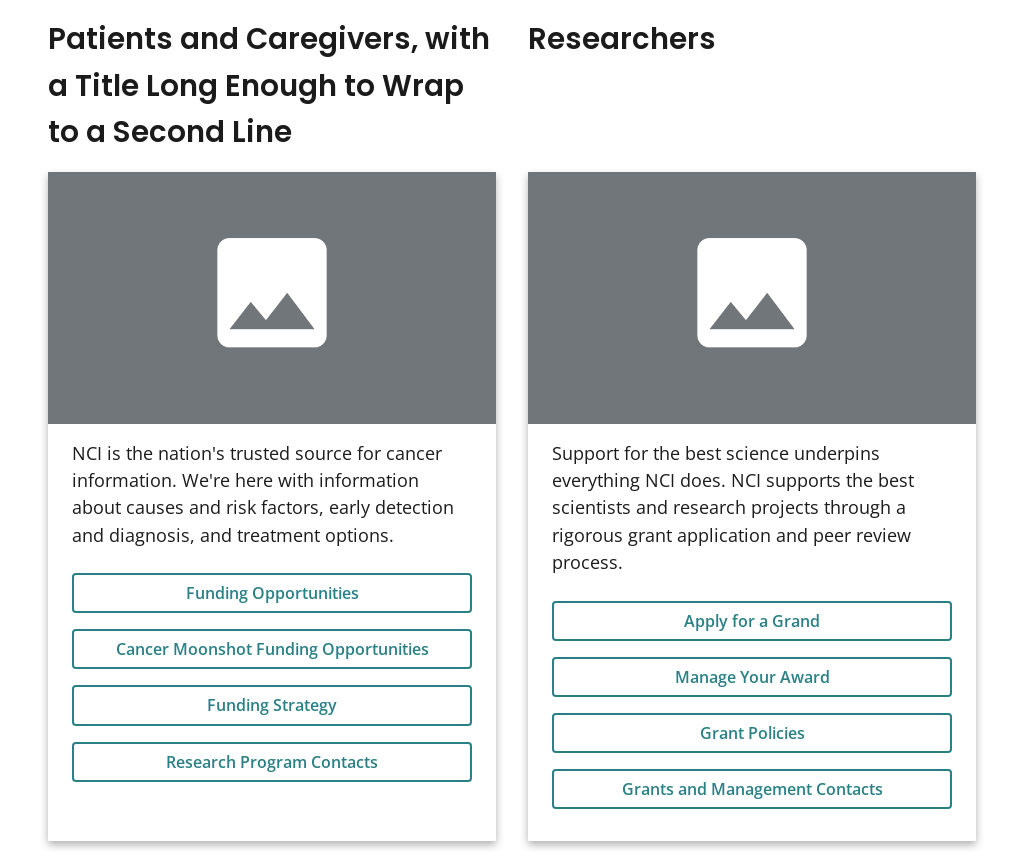 Patients and Caregivers, with
a Title Long Enough to Wrap
to a Second Line
NCI is the nation's trusted source for cancer
information. We're here with information
about causes and risk factors, early detection
and diagnosis, and treatment options.
Funding Opportunities
Cancer Moonshot Funding Opportunities
Funding Strategy
Research Program Contacts
Researchers
Support for the best science underpins
everything NCI does. NCI supports the best
scientists and research projects through a
rigorous grant application and peer review
process.
Apply for a Grand
Manage Your Award
Grant Policies
Grants and Management Contacts